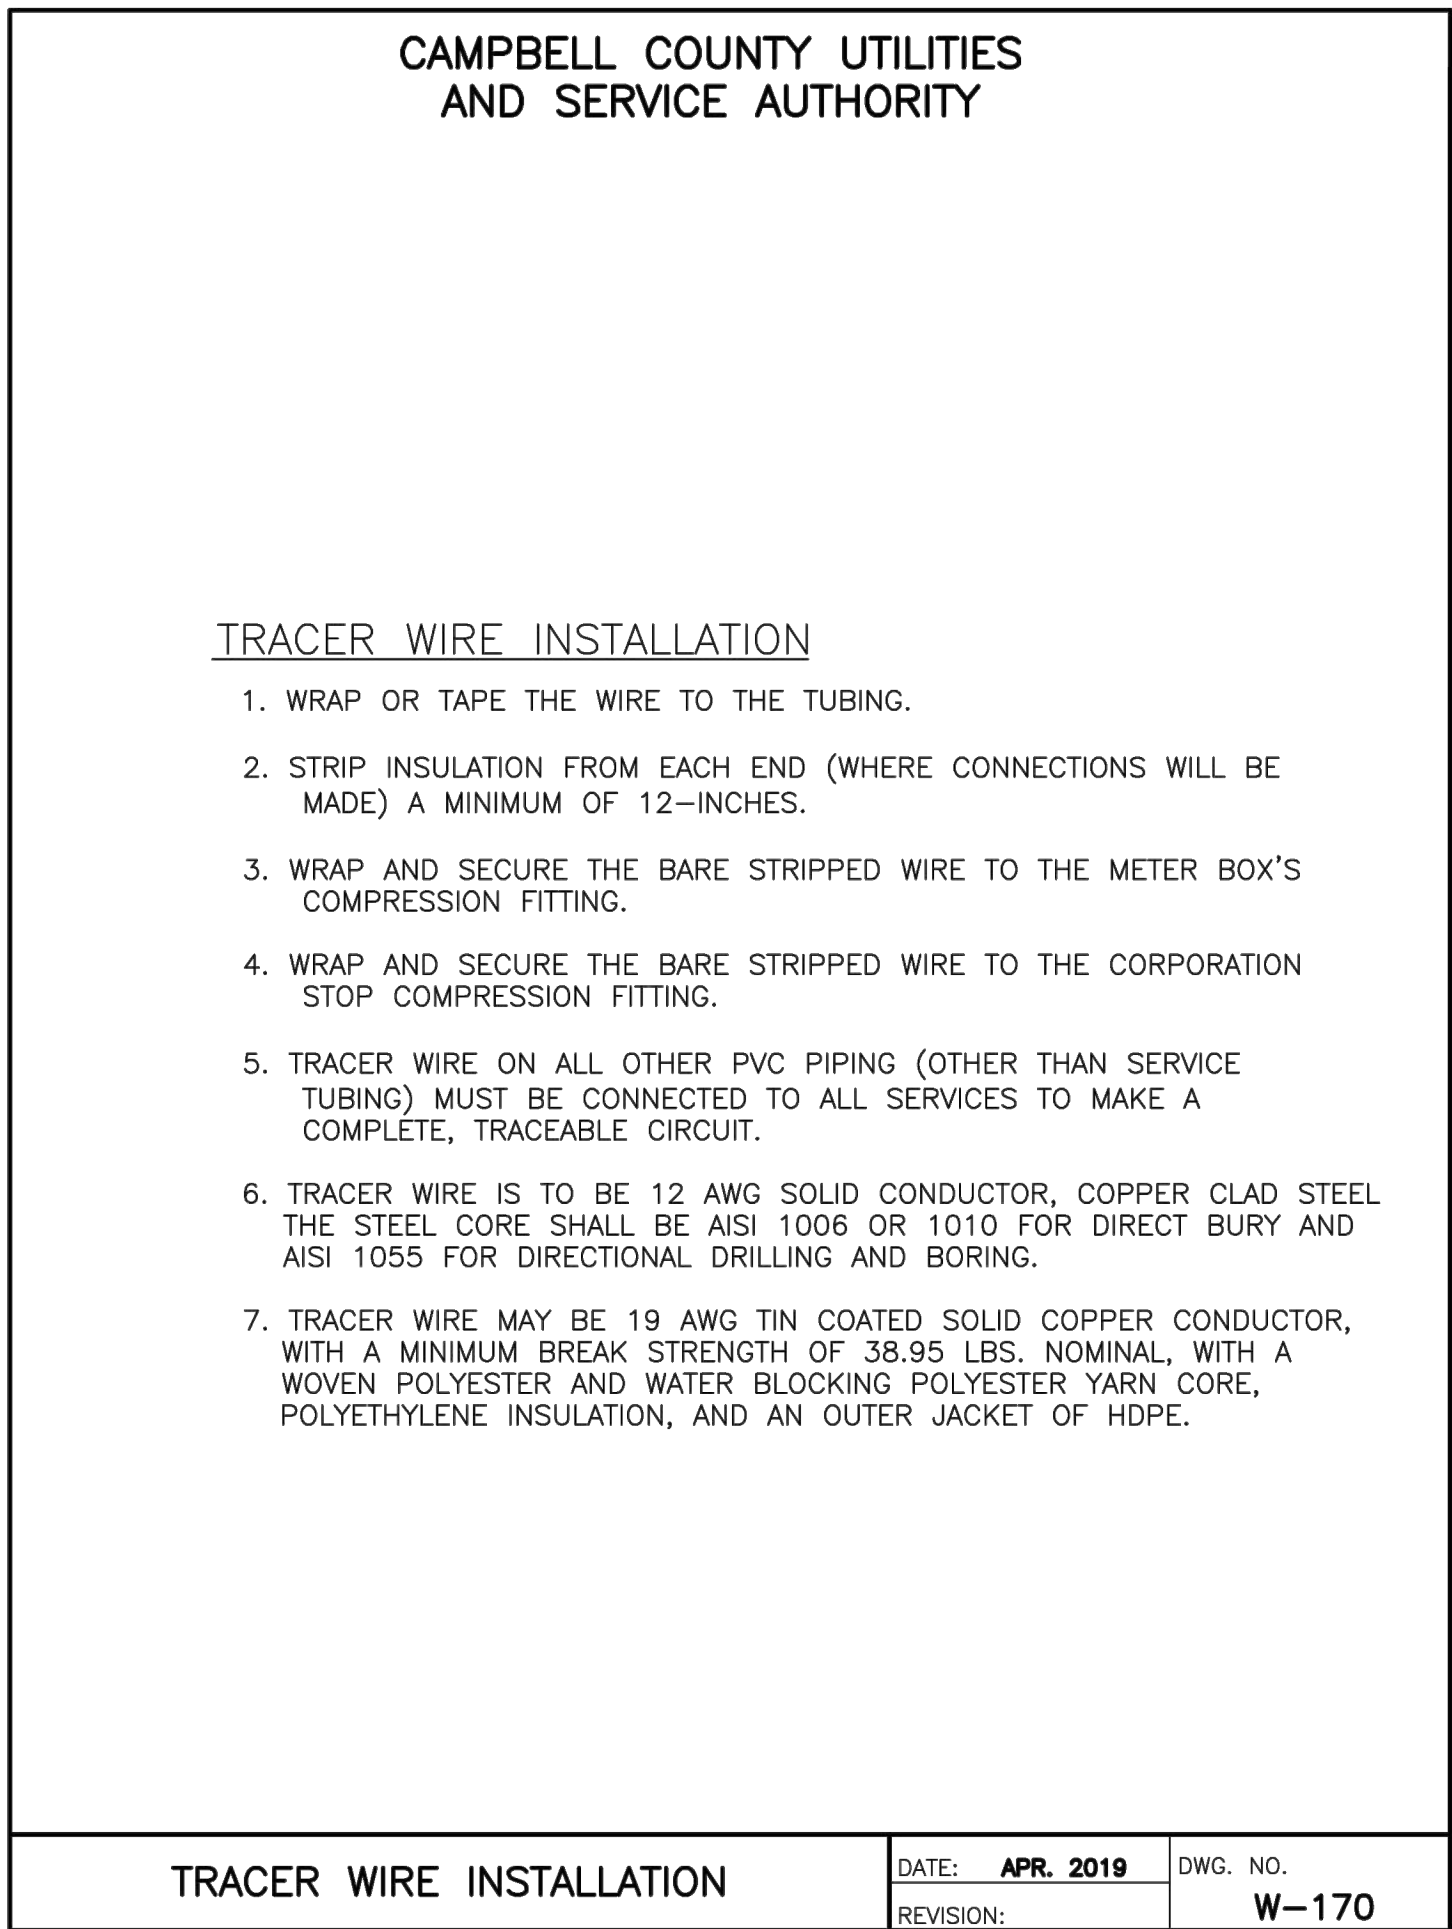 CAMPBELL COUNTY UTILITIES
AND SERVICE AUTHORITY
TRACER WIRE INSTALLATION
1. WRAP OR TAPE THE WIRE TO THE TUBING.
2. STRIP INSULATION FROM EACH END (WHERE CONNECTIONS WILL BE
MADE) A MINIMUM OF 12-INCHES.
3. WRAP AND SECURE THE BARE STRIPPED WIRE TO THE METER BOX'S
COMPRESSION FITTING.
4. WRAP AND SECURE THE BARE STRIPPED WIRE TO THE CORPORATION
STOP COMPRESSION FITTING.
5. TRACER WIRE ON ALL OTHER PVC PIPING (OTHER THAN SERVICE
TUBING) MUST BE CONNECTED TO ALL SERVICES TO MAKE A
COMPLETE, TRACEABLE CIRCUIT.
6. TRACER WIRE IS TO BE 12 AWG SOLID CONDUCTOR, COPPER CLAD STEEL
THE STEEL CORE SHALL BE AISI 1006 OR 1010 FOR DIRECT BURY AND
AISI 1055 FOR DIRECTIONAL DRILLING AND BORING.
7. TRACER WIRE MAY BE 19 AWG TIN COATED SOLID COPPER CONDUCTOR,
WITH A MINIMUM BREAK STRENGTH OF 38.95 LBS. NOMINAL, WITH A
WOVEN POLYESTER AND WATER BLOCKING POLYESTER YARN CORE,
POLYETHYLENE INSULATION, AND AN OUTER JACKET OF HDPE.
TRACER WIRE INSTALLATION
DATE: APR. 2019
REVISION:
DWG. NO.
W-170